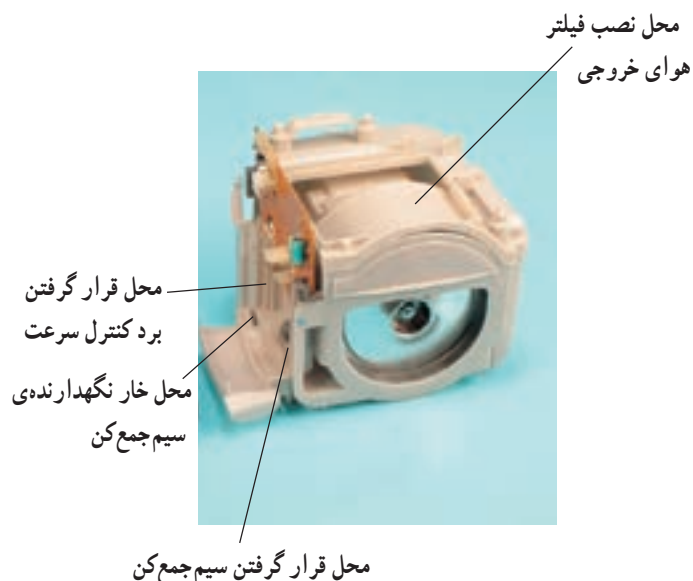 محل نصب فیلتر
هوای خروجی
محل قرار گرفتن
برد کنترل سرعت
محل خار نگهدارنده‌ی
سیم‌جمع‌کن
محل قرار گرفتن سیم‌جمع‌کن